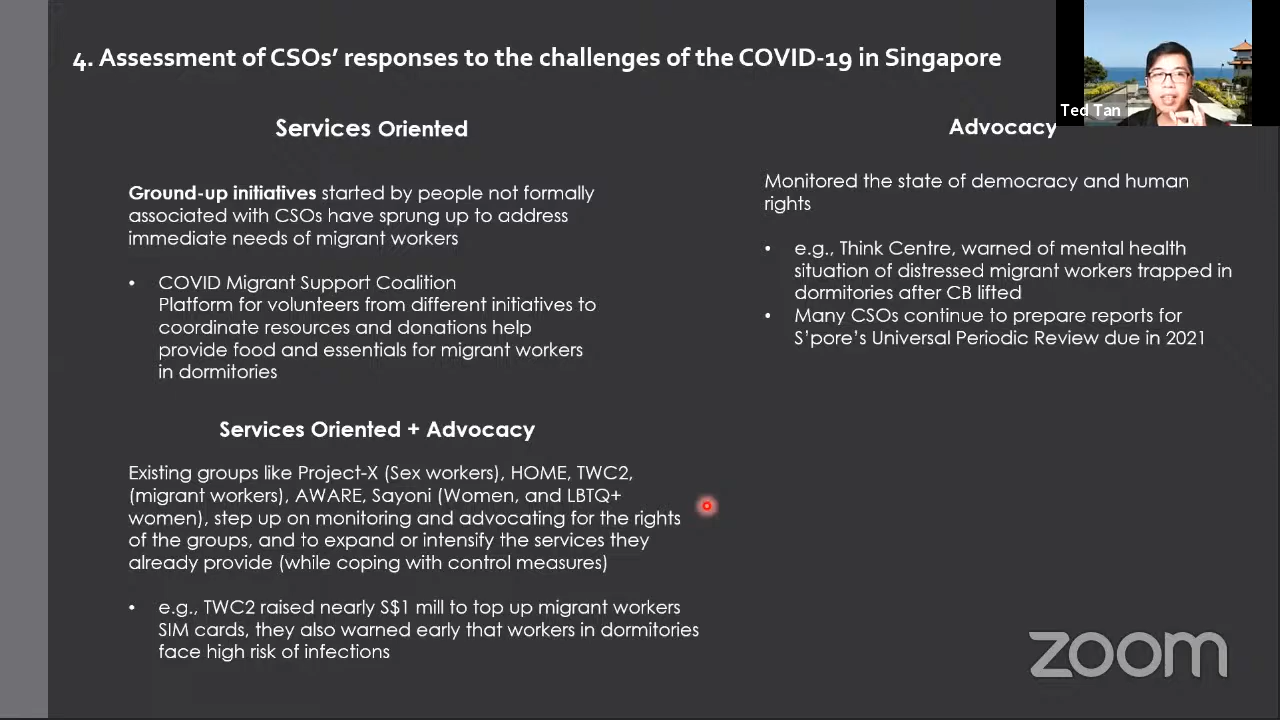 4. Assessment of CSOs’ responses to the challenges of the COVID-19 in Singapore
Ted Tan
Services Oriented
Ground-up initiatives started by people not formally
associated with CSOs have sprung up to address
immediate needs of migrant workers
• COVID Migrant Support Coalition
Platform for volunteers from different initiatives to
coordinate resources and donations help
provide food and essentials for migrant workers
in dormitories
Services Oriented + Advocacy
Existing groups like Project-X (Sex workers), HOME, TWC2,
(migrant workers), AWARE, Sayoni (Women, and LBTQ+
women), step up on monitoring and advocating for the rights
of the groups, and to expand or intensify the services they
already provide (while coping with control measures)
• e.g., TWC2 raised nearly S$1 mill to top up migrant workers
SIM cards, they also warned early that workers in dormitories
face high risk of infections
Advocacy
Monitored the state of democracy and human
rights
• e.g., Think Centre, warned of mental health
situation of distressed migrant workers trapped in
dormitories after CB lifted
• Many CSOs continue to prepare reports for
S’pore’s Universal Periodic Review due in 2021
zoom